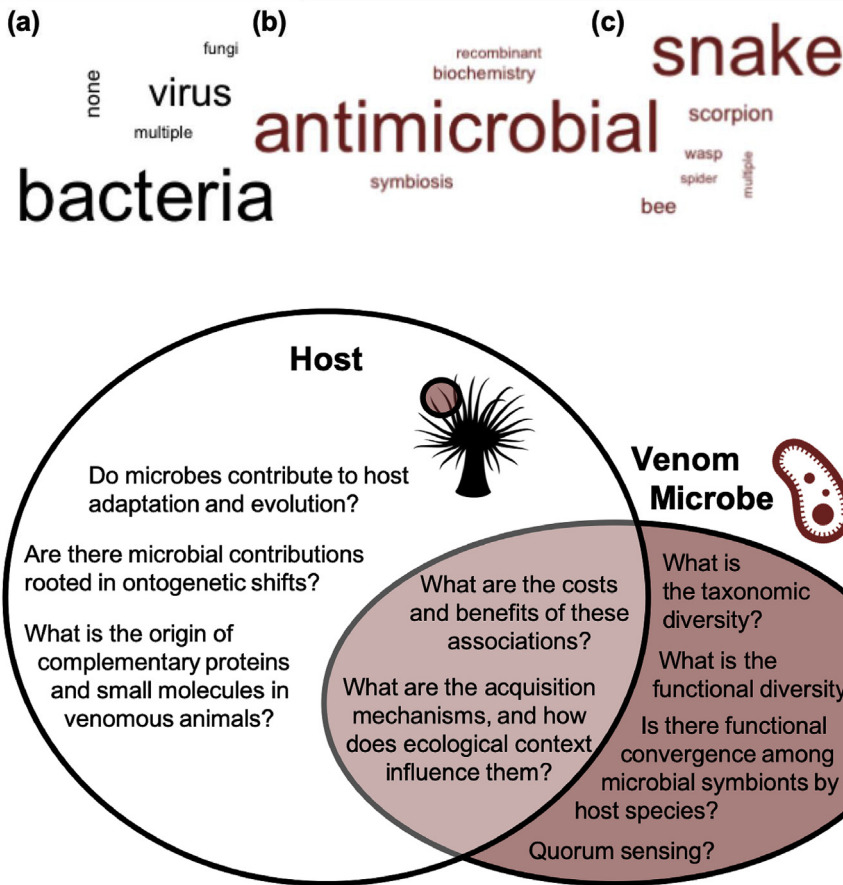 (a)
fungi
none
virus
multiple
bacteria
(b)
recombinant
biochemistry
antimicrobial
symbiosis
(c)
snake
scorpion
wasp
spider
multiple
bee
Host
Do microbes contribute to host
adaptation and evolution?
Are there microbial contributions
rooted in ontogenetic shifts?
What is the origin of
complementary proteins
and small molecules in
venomous animals?
What are the costs
and benefits of these
associations?
What are the acquisition
mechanisms, and how
does ecological context
influence them?
Venom
Microbe
What is
the taxonomic
diversity?
What is the
functional diversity
Is there functional
convergence among
microbial symbionts by
host species?
Quorum sensing?